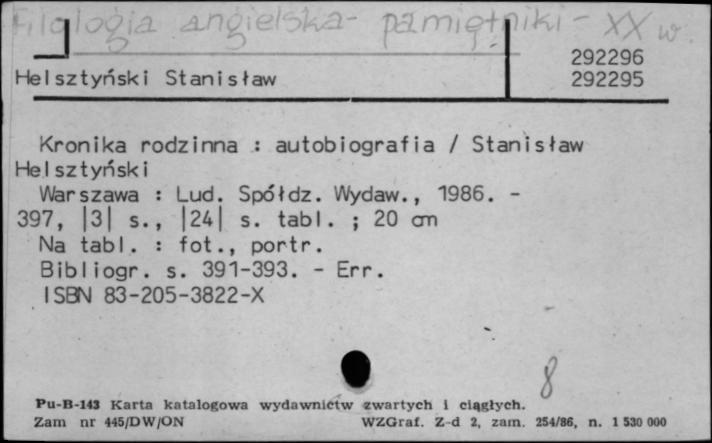 Filologia angielska - pamiętniki - XX w.
292296
Helsztyński Stanisław 292295
Kronika rodzinna : autobiografia / Stanisław
Helsztyński
Warszawa : Lud. Spółdz. Wydaw., 1986. -
397, |3| s., |24| s. tabl. ; 20 cm
Na tabl. : fot., portr.
Bibliogr. s. 391-393. - Err.
ISBN 83-205-3822-X
8
Pu-B-143 Karta katalogowa wydawnictw zwartych i ciągłych.
Zam nr 445/DW/ON WZGraf. Z-d 2, zam. 254/86, n. 1 530 000